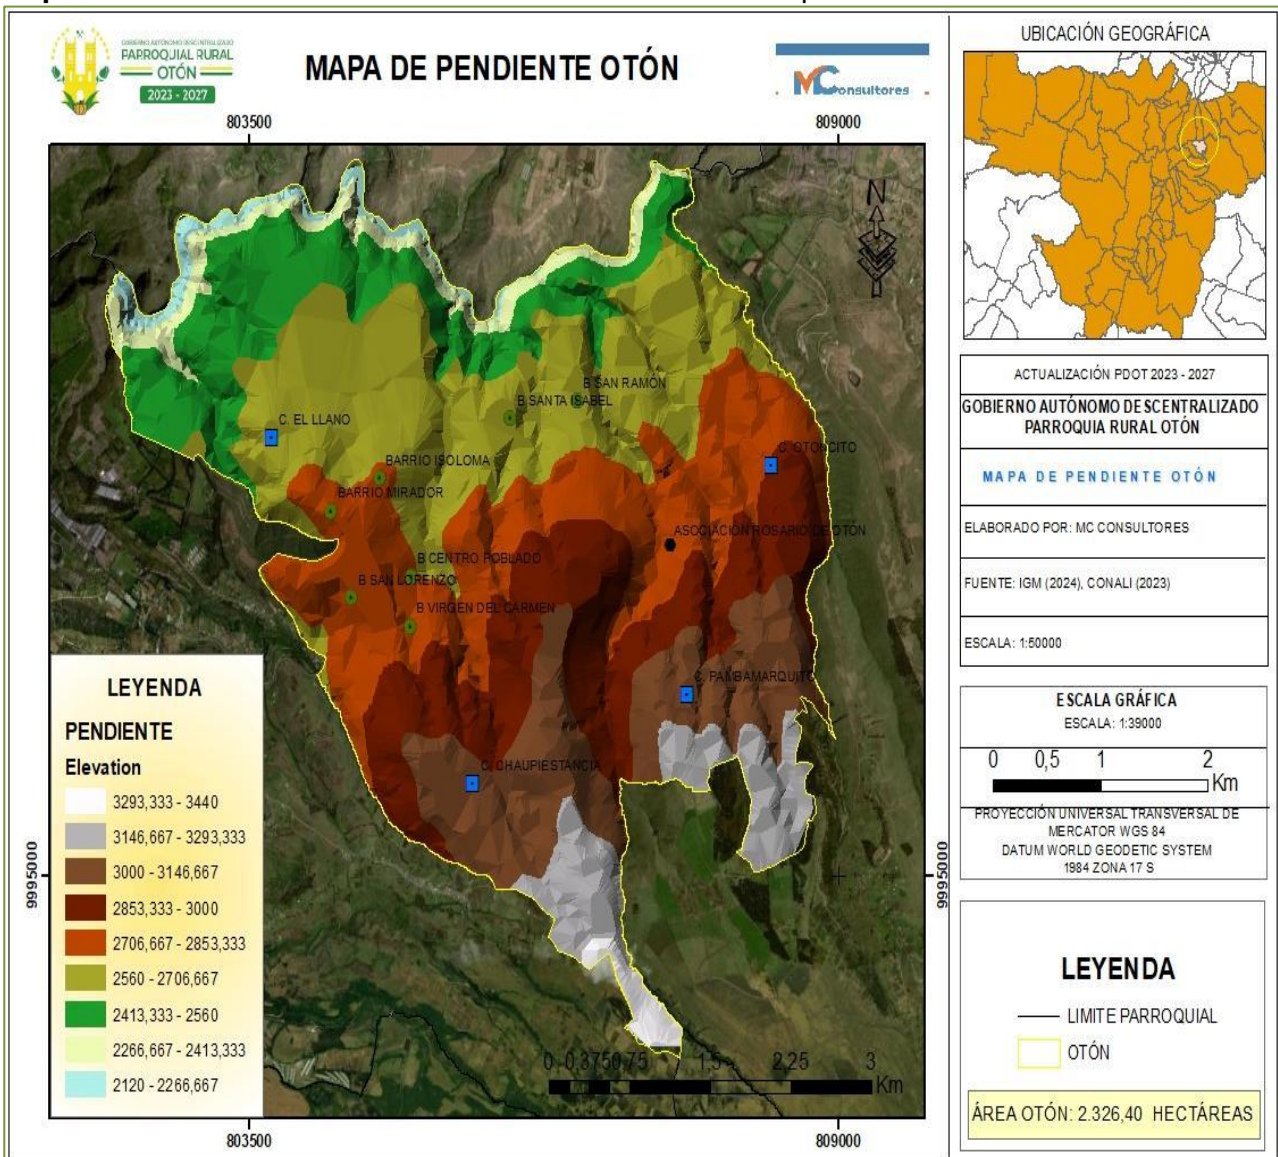 GOBIERNO AUTÓNOMO DESCENTRALIZADO
PARROQUIAL RURAL
OTÓN
2023 - 2027
MAPA DE PENDIENTE OTÓN
MConsultores
803500
809000
N
B SAN RAMÓN
B SANTA ISABEL
C. EL LLANO
C. OTONCITO
BARRIO ISOLOMA
BARRIO MIRADOR
ASOCIACIÓN ROSARIO DE OTÓN
B CENTRO POBLADO
B SAN LORENZO
B VIRGEN DEL CARMEN
C. PAMBAMARQUITO
C. CHAUPIESTANCIA
9995000
9995000
LEYENDA
PENDIENTE
Elevation
3293,333 - 3440
3146,667 - 3293,333
3000 - 3146,667
2853,333 - 3000
2706,667 - 2853,333
2560 - 2706,667
2413,333 - 2560
2266,667 - 2413,333
2120 - 2266,667
0 0,3750,75 1,5 2,25 3
Km
803500
809000
UBICACIÓN GEOGRÁFICA
ACTUALIZACIÓN PDOT 2023 - 2027
GOBIERNO AUTÓNOMO DESCENTRALIZADO
PARROQUIA RURAL OTÓN
MAPA DE PENDIENTE OTÓN
ELABORADO POR: MC CONSULTORES
FUENTE: IGM (2024), CONALI (2023)
ESCALA: 1:50000
ESCALA GRÁFICA
ESCALA: 1:39000
0 0,5 1 2
Km
PROYECCIÓN UNIVERSAL TRANSVERSAL DE
MERCATOR WGS 84
DATUM WORLD GEODETIC SYSTEM
1984 ZONA 17 S
LEYENDA
LIMITE PARROQUIAL
OTÓN
ÁREA OTÓN: 2.326,40 HECTÁREAS